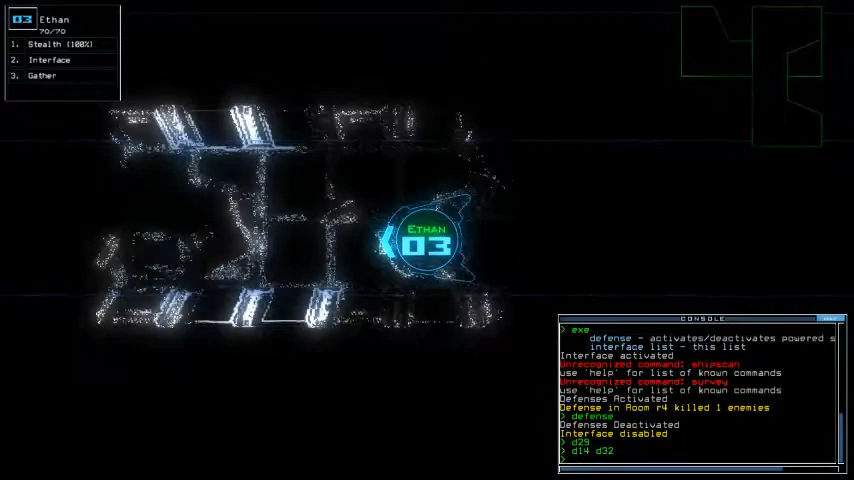 03 Ethan
70/70
1. Stealth (100%)
2. Interface
3. Gather
ETHAN
03
CONSOLE
> exe
defense - activates/deactivates powered s
interface list - this list
Interface activated
Unrecognized command: shipscan
use 'help' for list of known commands
Unrecognized command: survey
use 'help' for list of known commands
Defenses Activated
Defense in Room r4 killed 1 enemies
> defense
Defenses Deactivated
Interface disabled
> d29
> d14 d32
>